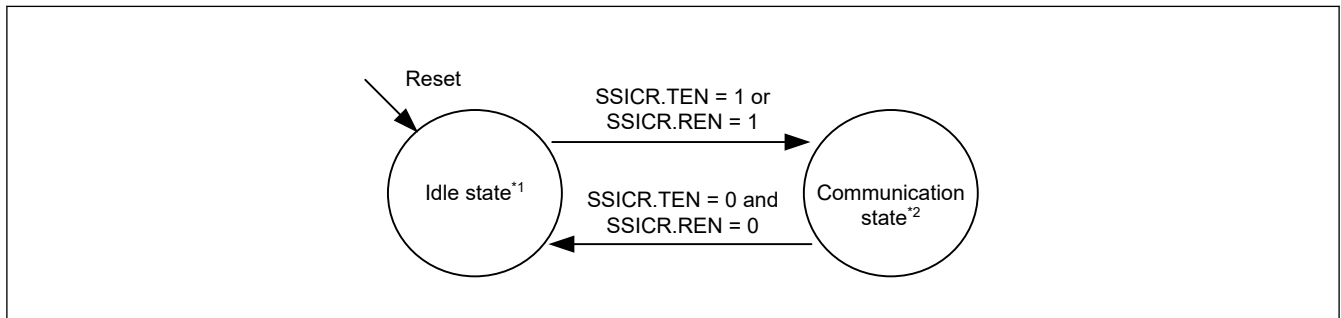 Reset
SSICR.TEN = 1 or
SSICR.REN = 1
Idle state*1
SSICR.TEN = 0 and
SSICR.REN = 0
Communication
state*2